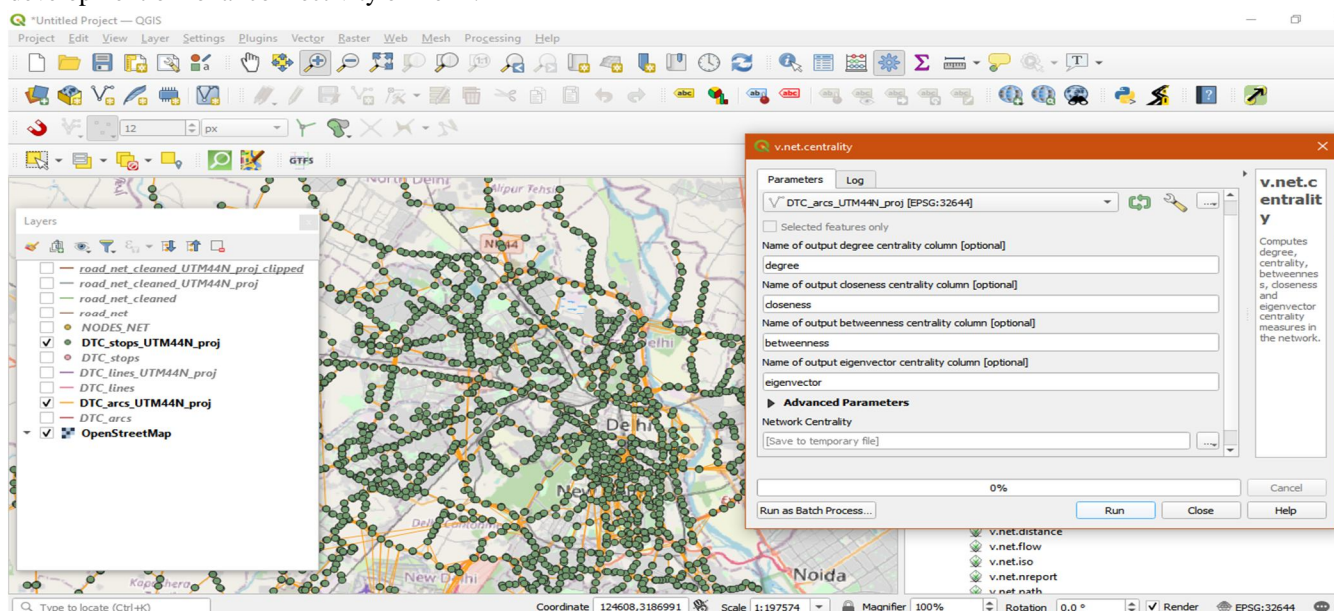 *Untitled Project — QGIS
Project Edit View Layer Settings Plugins Vector Raster Web Mesh Processing Help
12 px
GTFS
Layers
road_net_cleaned_UTM44N_proj_clipped
road_net_cleaned_UTM44N_proj
road_net_cleaned
road_net
NODES_NET
DTC_stops_UTM44N_proj
DTC_stops
DTC_lines_UTM44N_proj
DTC_lines
DTC_arcs_UTM44N_proj
DTC_arcs
OpenStreetMap
North Delhi
Alipur Tehsil
NH44
Delhi
New Delhi
Noida
v.net.centrality
Parameters Log
DTC_arcs_UTM44N_proj [EPSG:32644]
Selected features only
Name of output degree centrality column [optional]
degree
Name of output closeness centrality column [optional]
closeness
Name of output betweenness centrality column [optional]
betweenness
Name of output eigenvector centrality column [optional]
eigenvector
Advanced Parameters
Network Centrality
[Save to temporary file]
0%
Cancel
Run as Batch Process...
Run Close Help
v.net.c
entralit
y
Computes
degree,
centrality,
betweennes
s, closeness
and
eigenvector
centrality
measures in
the network.
v.net.distance
v.net.flow
v.net.iso
v.net.nreport
v.net.path
Type to locate (Ctrl+K)
Coordinate 124608,3186991 Scale 1:197574 Magnifier 100% Rotation 0.0 ° Render EPSG:32644